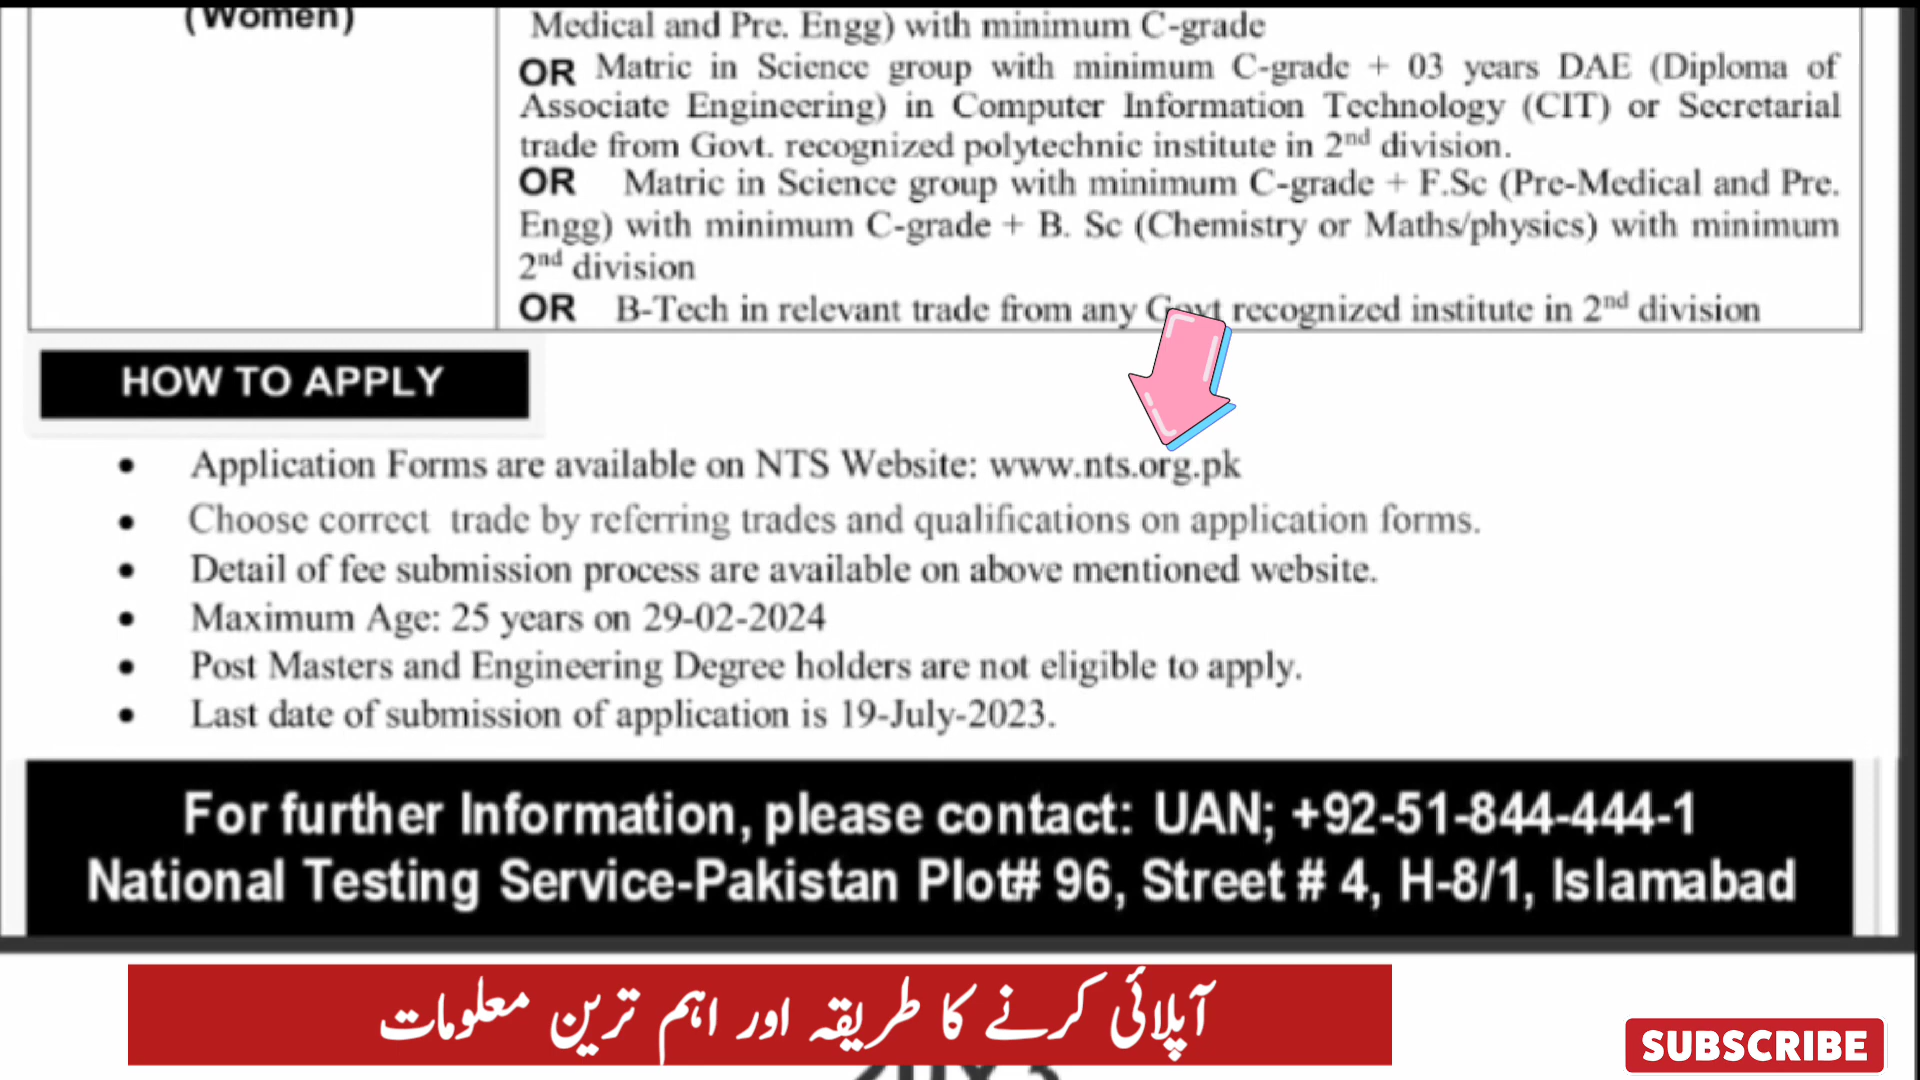 (Women)
Medical and Pre. Engg) with minimum C-grade
OR Matric in Science group with minimum C-grade + 03 years DAE (Diploma of
Associate Engineering) in Computer Information Technology (CIT) or Secretarial
trade from Govt. recognized polytechnic institute in 2nd division.
OR Matric in Science group with minimum C-grade + F.Sc (Pre-Medical and Pre.
Engg) with minimum C-grade + B. Sc (Chemistry or Maths/physics) with minimum
2nd division
OR B-Tech in relevant trade from any Govt recognized institute in 2nd division
HOW TO APPLY
• Application Forms are available on NTS Website: www.nts.org.pk
• Choose correct trade by referring trades and qualifications on application forms.
• Detail of fee submission process are available on above mentioned website.
• Maximum Age: 25 years on 29-02-2024
• Post Masters and Engineering Degree holders are not eligible to apply.
• Last date of submission of application is 19-July-2023.
For further Information, please contact: UAN; +92-51-844-444-1
National Testing Service-Pakistan Plot# 96, Street # 4, H-8/1, Islamabad
آپلائی کرنے کا طریقہ اور اہم ترین معلومات
SUBSCRIBE